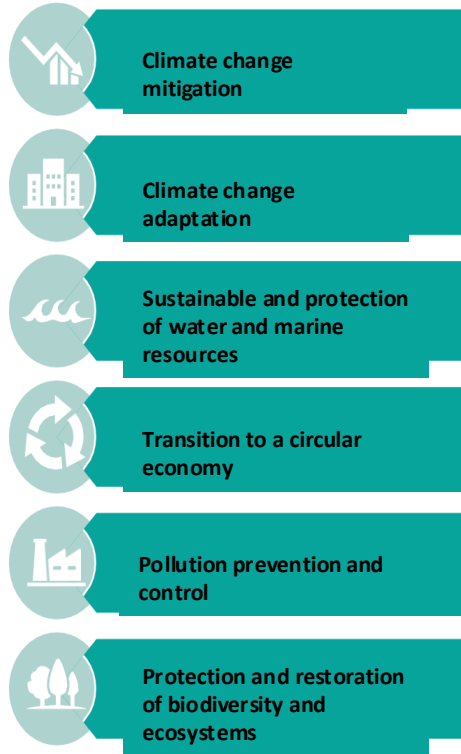 Climate change
mitigation
Climate change
adaptation
Sustainable and protection
of water and marine
resources
Transition to a circular
economy
Pollution prevention and
control
Protection and restoration
of biodiversity and
ecosystems